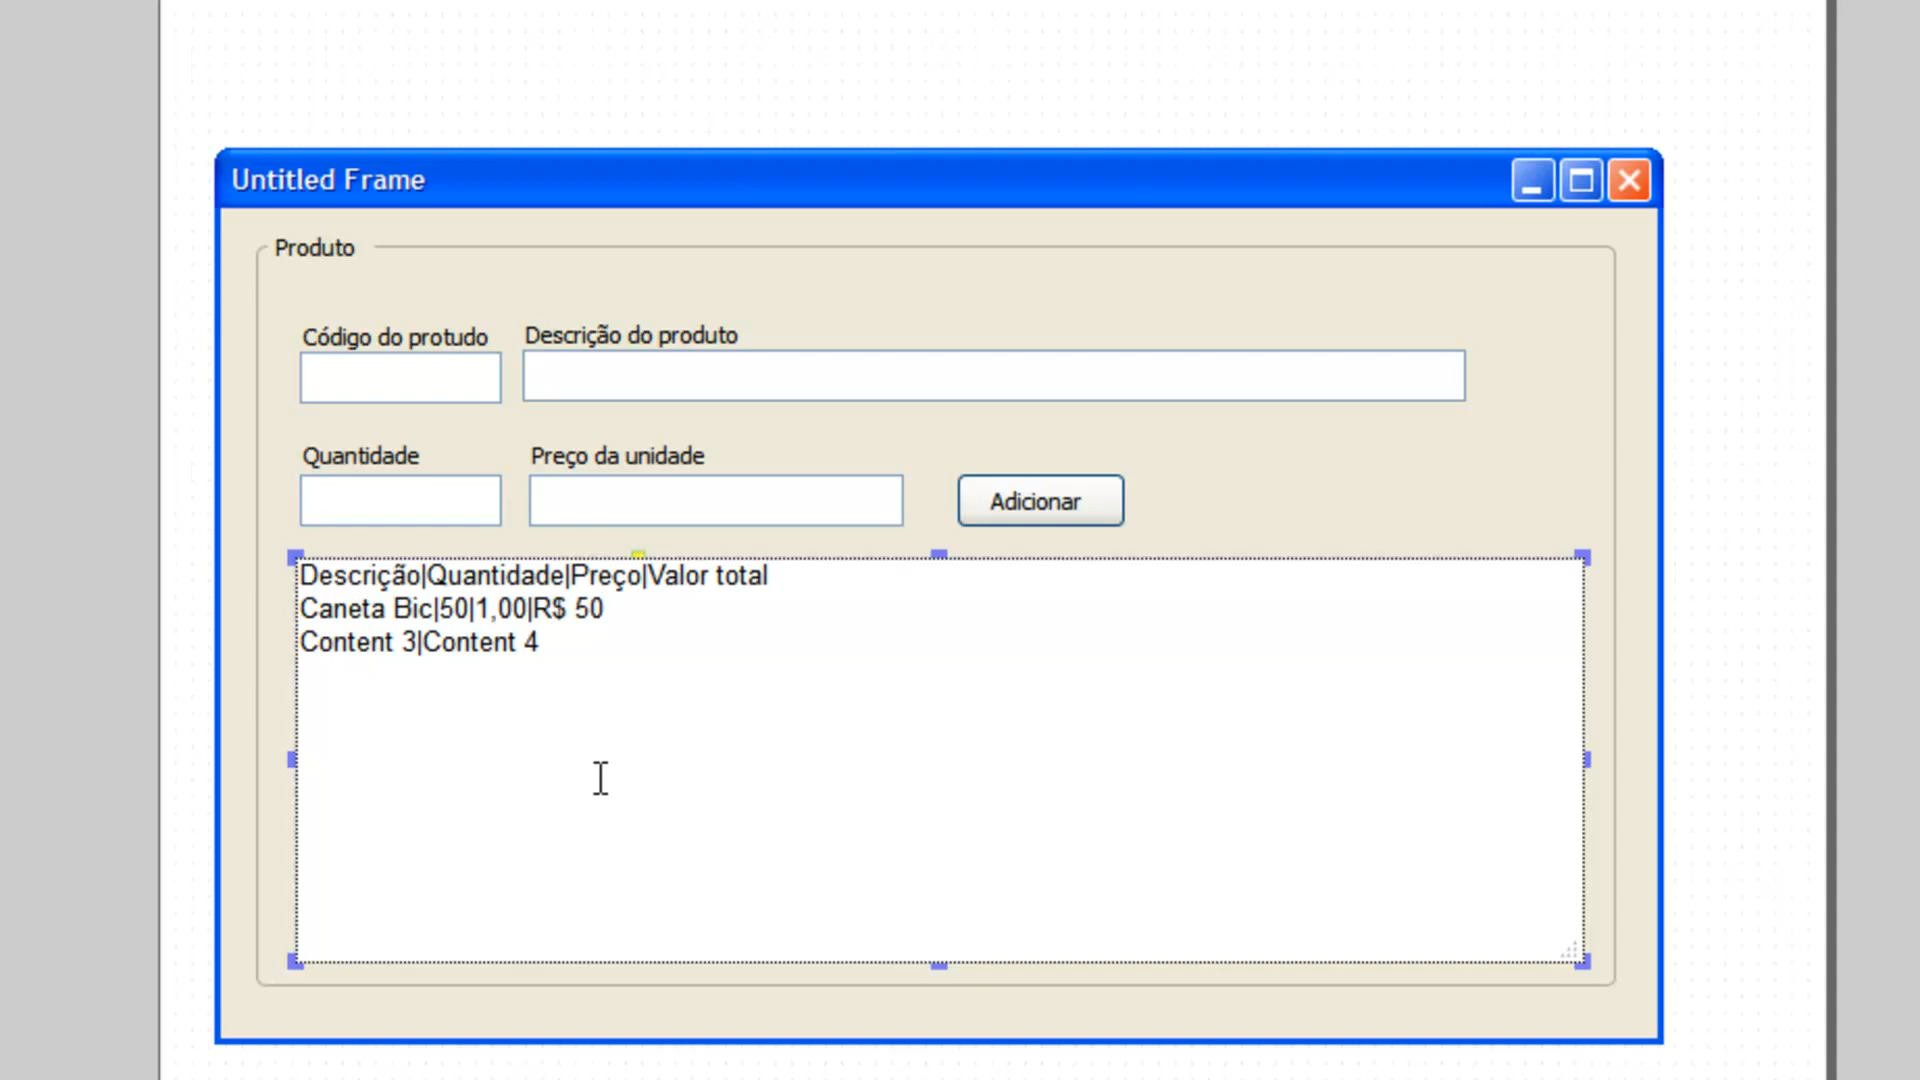 Untitled Frame
Produto
Código do protudo
Descrição do produto
Quantidade
Preço da unidade
Adicionar
Descrição|Quantidade|Preço|Valor total
Caneta Bic|50|1,00|R$ 50
Content 3|Content 4